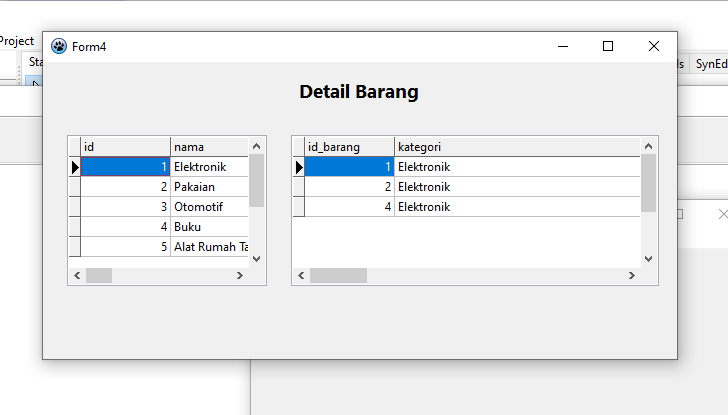 Form4
Project
Sta
ls SynEd
Detail Barang
id nama
1 Elektronik
2 Pakaian
3 Otomotif
4 Buku
5 Alat Rumah Ta
id_barang kategori
1 Elektronik
2 Elektronik
4 Elektronik